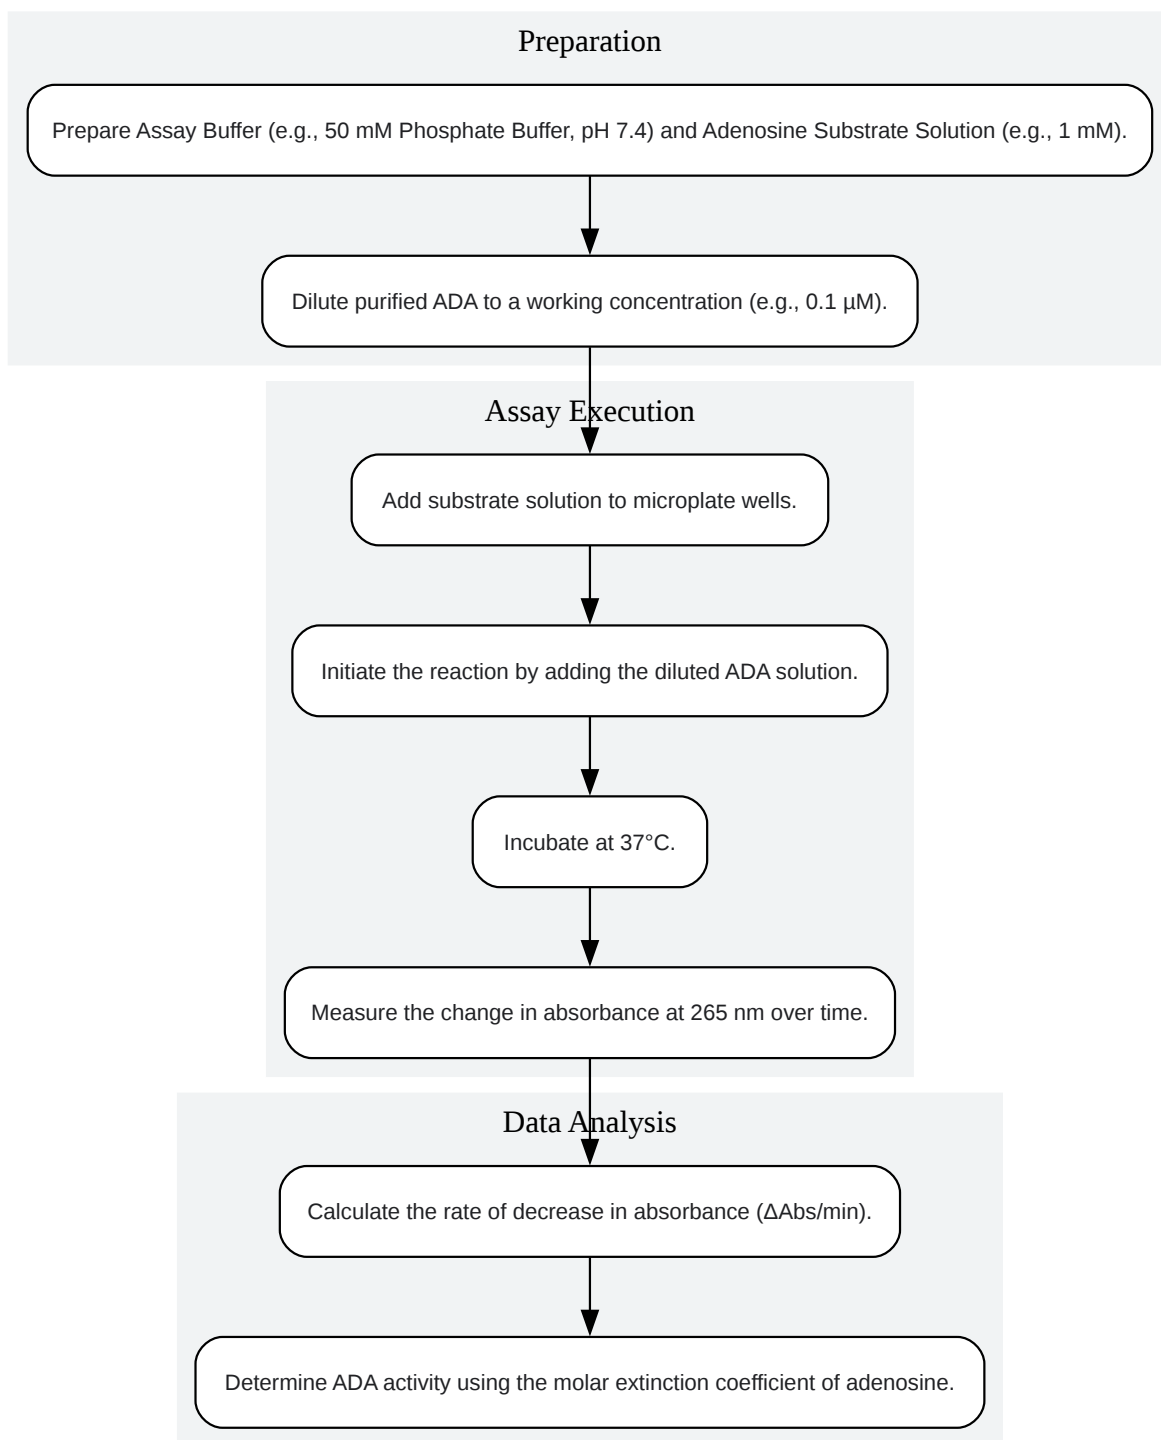 Preparation
Prepare Assay Buffer (e.g., 50 mM Phosphate Buffer, pH 7.4) and Adenosine Substrate Solution (e.g., 1 mM).
Dilute purified ADA to a working concentration (e.g., 0.1 µM).
Assay Execution
Add substrate solution to microplate wells.
Initiate the reaction by adding the diluted ADA solution.
Incubate at 37°C.
Measure the change in absorbance at 265 nm over time.
Data Analysis
Calculate the rate of decrease in absorbance (ΔAbs/min).
Determine ADA activity using the molar extinction coefficient of adenosine.